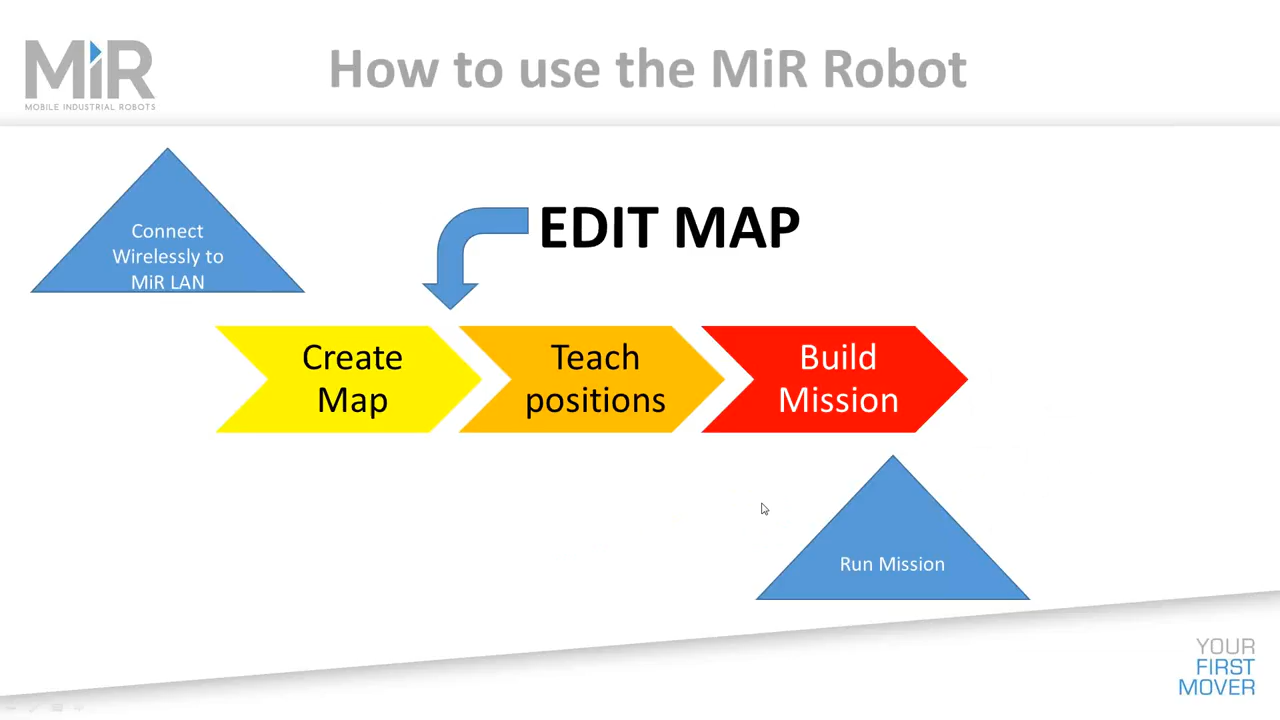 MiR
MOBILE INDUSTRIAL ROBOTS
How to use the MiR Robot
Connect
Wirelessly to
MiR LAN
EDIT MAP
Create
Map
Teach
positions
Build
Mission
Run Mission
YOUR
FIRST
MOVER